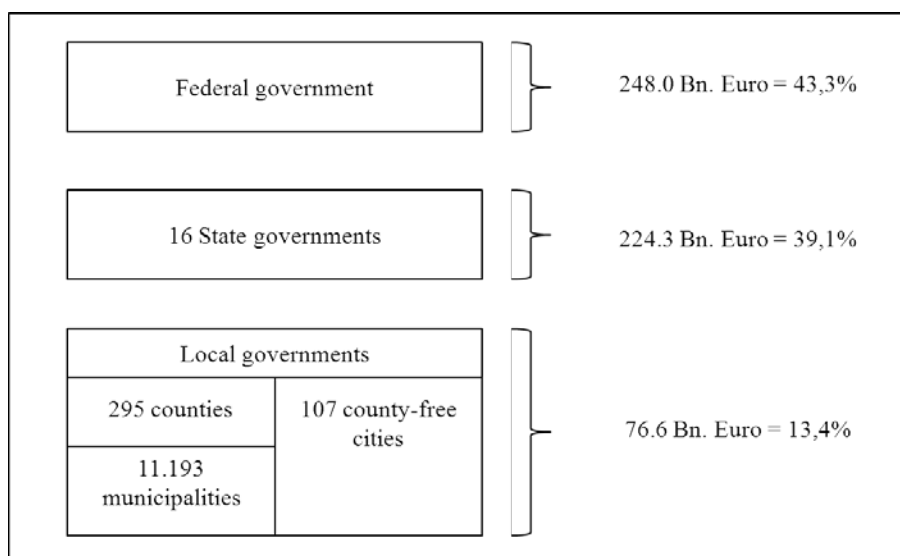 Federal government
248.0 Bn. Euro = 43,3%
16 State governments
224.3 Bn. Euro = 39,1%
Local governments
295 counties
107 county-free
cities
11.193
municipalities
76.6 Bn. Euro = 13,4%